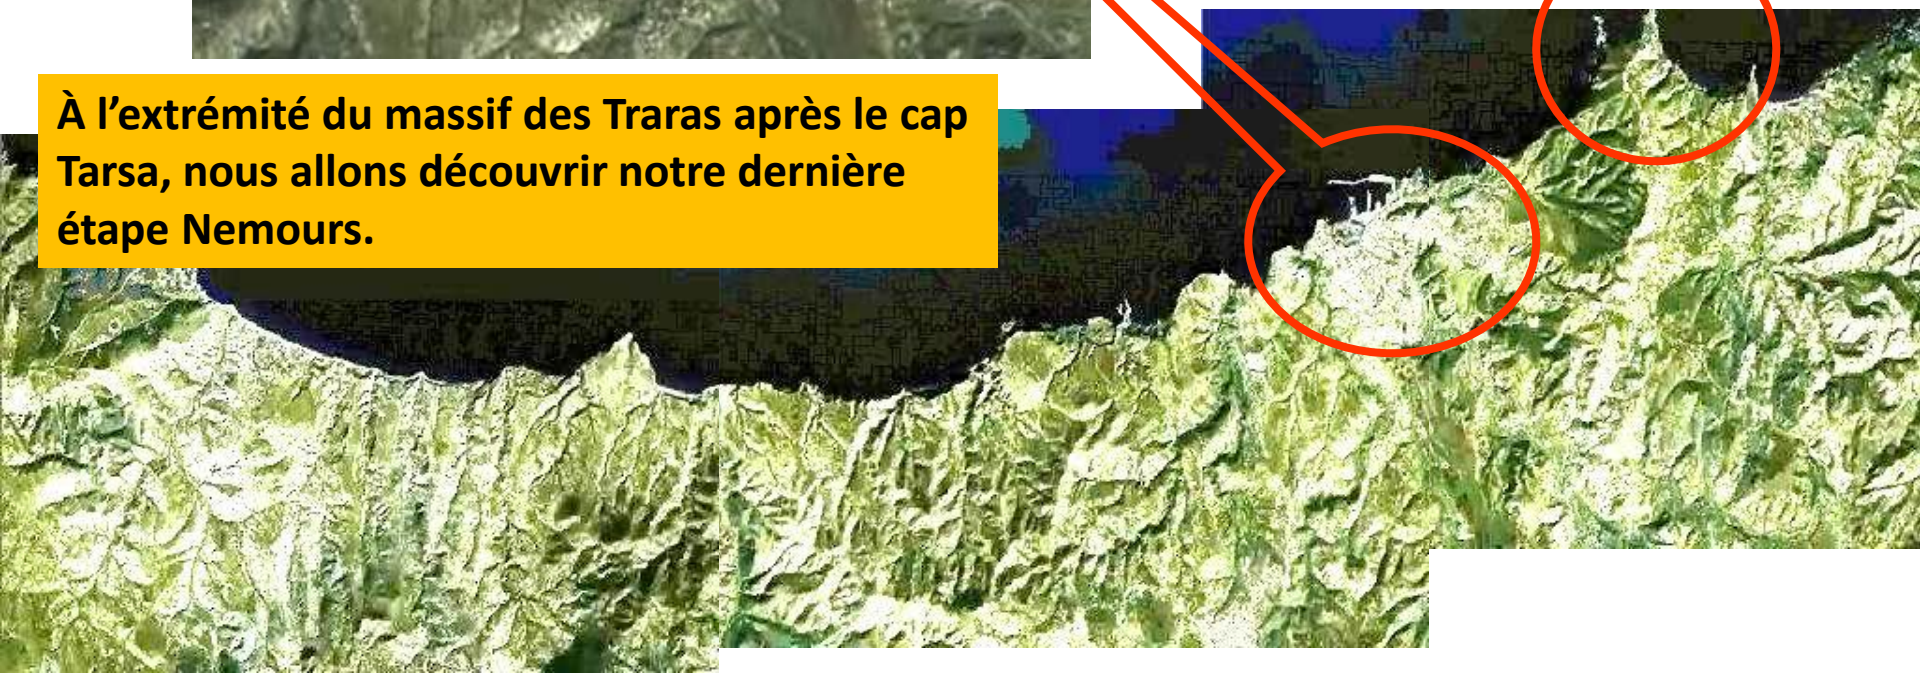 À l’extrémité du massif des Traras après le cap
Tarsa, nous allons découvrir notre dernière
étape Nemours.